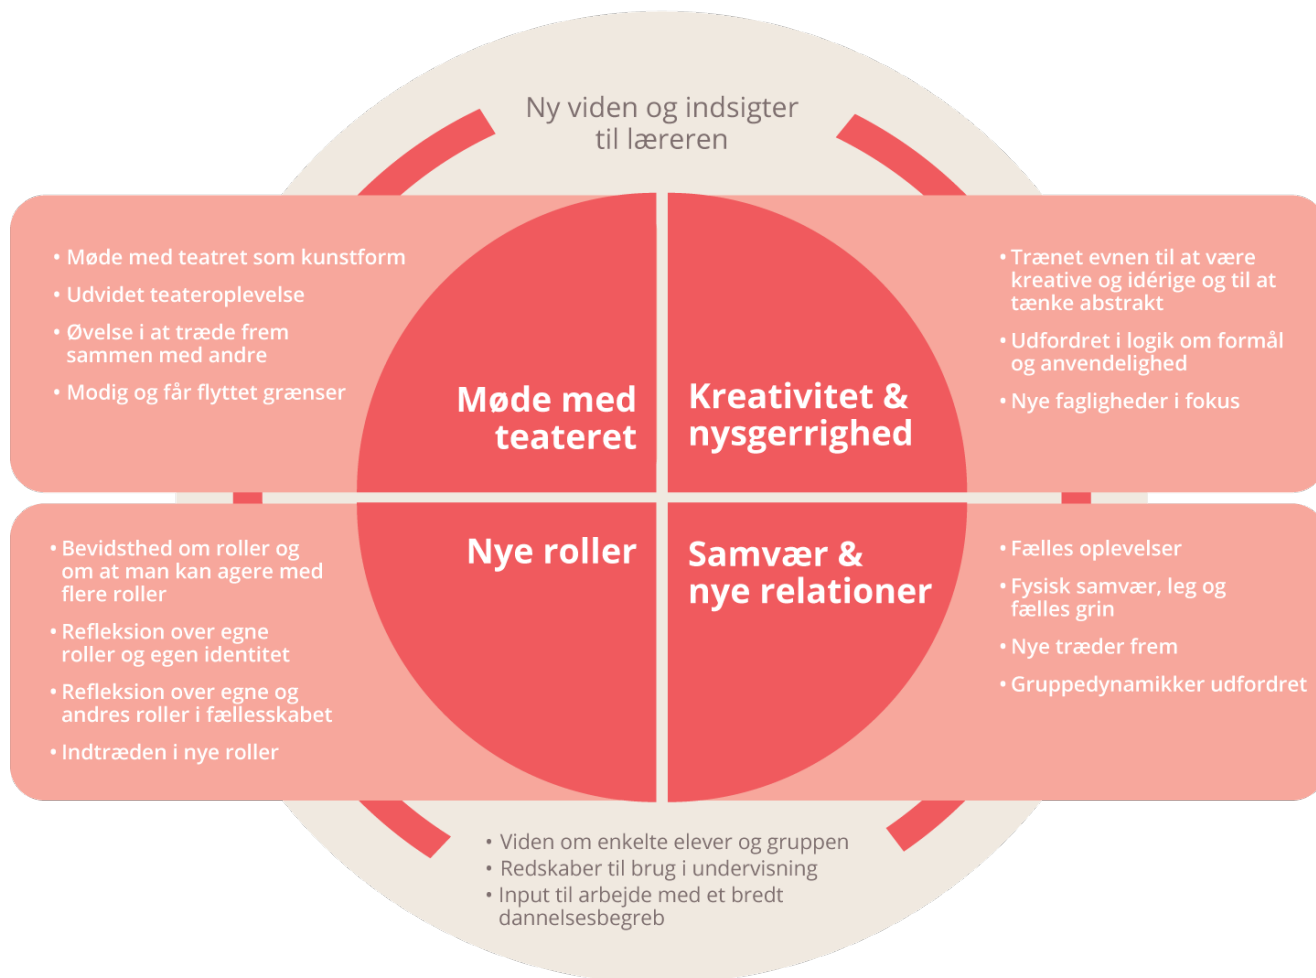 Ny viden og indsigter
til læreren
• Møde med teatret som kunstform
• Udvidet teateroplevelse
• Øvelse i at træde frem
sammen med andre
• Modig og får flyttet grænser
Møde med
teateret
Kreativitet &
nysgerrighed
• Trænet evnen til at være
kreative og idérige og til at
tænke abstrakt
• Udfordret i logik om formål
og anvendelighed
• Nye fagligheder i fokus
• Bevidsthed om roller og
om at man kan agere med
flere roller
• Refleksion over egne
roller og egen identitet
• Refleksion over egne og
andres roller i fællesskabet
• Indtræden i nye roller
Nye roller
Samvær &
nye relationer
• Fælles oplevelser
• Fysisk samvær, leg og
fælles grin
• Nye træder frem
• Gruppedynamikker udfordret
• Viden om enkelte elever og gruppen
• Redskaber til brug i undervisning
• Input til arbejde med et bredt
dannelsesbegreb